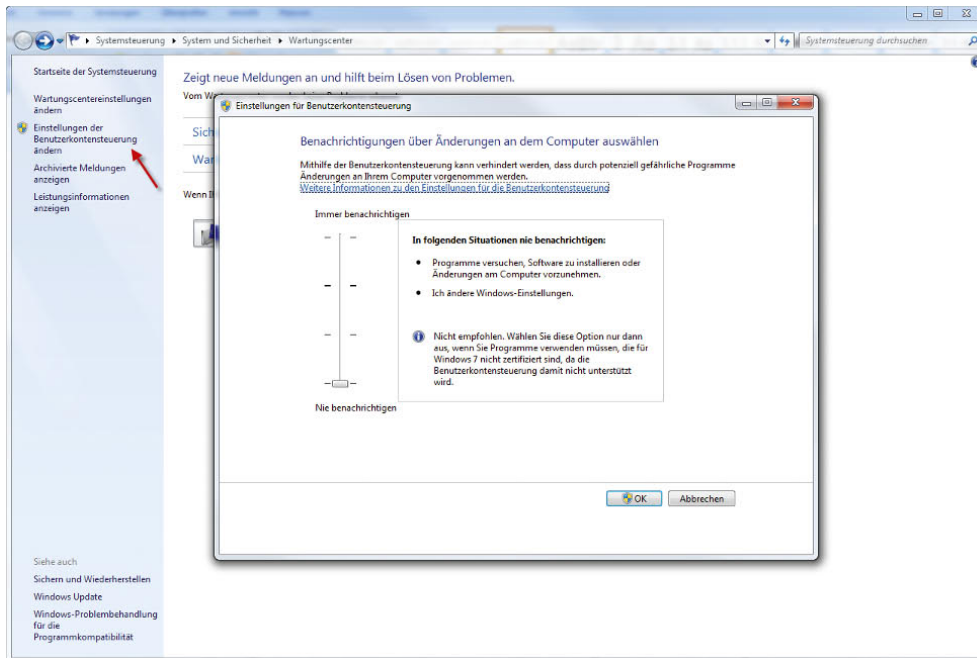 Systemsteuerung ▸ System und Sicherheit ▸ Wartungscenter
Systemsteuerung durchsuchen
Startseite der Systemsteuerung
Wartungscentereinstellungen
ändern
Einstellungen der
Benutzerkontensteuerung
ändern
Archivierte Meldungen
anzeigen
Leistungsinformationen
anzeigen
Siehe auch
Sichern und Wiederherstellen
Windows Update
Windows-Problembehandlung
für die
Programmkompatibilität
Zeigt neue Meldungen an und hilft beim Lösen von Problemen.
Vom
Sich
War
Wenn
Einstellungen für Benutzerkontensteuerung
Benachrichtigungen über Änderungen an dem Computer auswählen
Mithilfe der Benutzerkontensteuerung kann verhindert werden, dass durch potenziell gefährliche Programme
Änderungen an Ihrem Computer vorgenommen werden.
Weitere Informationen zu den Einstellungen für die Benutzerkontensteuerung
Immer benachrichtigen
In folgenden Situationen nie benachrichtigen:
• Programme versuchen, Software zu installieren oder
Änderungen am Computer vorzunehmen.
• Ich ändere Windows-Einstellungen.
Nicht empfohlen. Wählen Sie diese Option nur dann
aus, wenn Sie Programme verwenden müssen, die für
Windows 7 nicht zertifiziert sind, da die
Benutzerkontensteuerung damit nicht unterstützt
wird.
Nie benachrichtigen
OK
Abbrechen